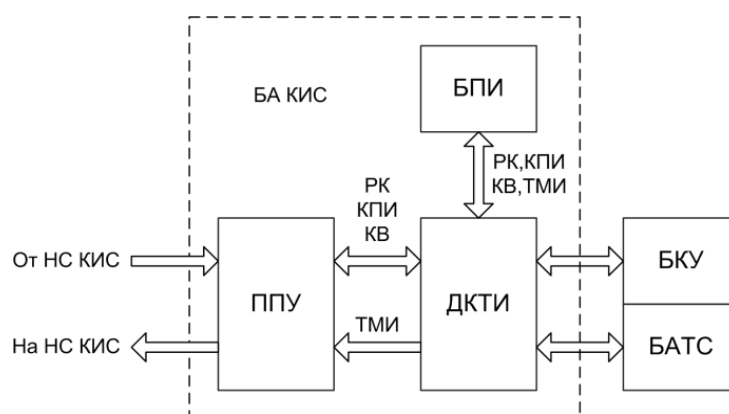 БА КИС
БПИ
РК,КПИ
КВ,ТМИ
РК
КПИ
КВ
От НС КИС
ППУ
ДКТИ
БКУ
ТМИ
На НС КИС
БАТС